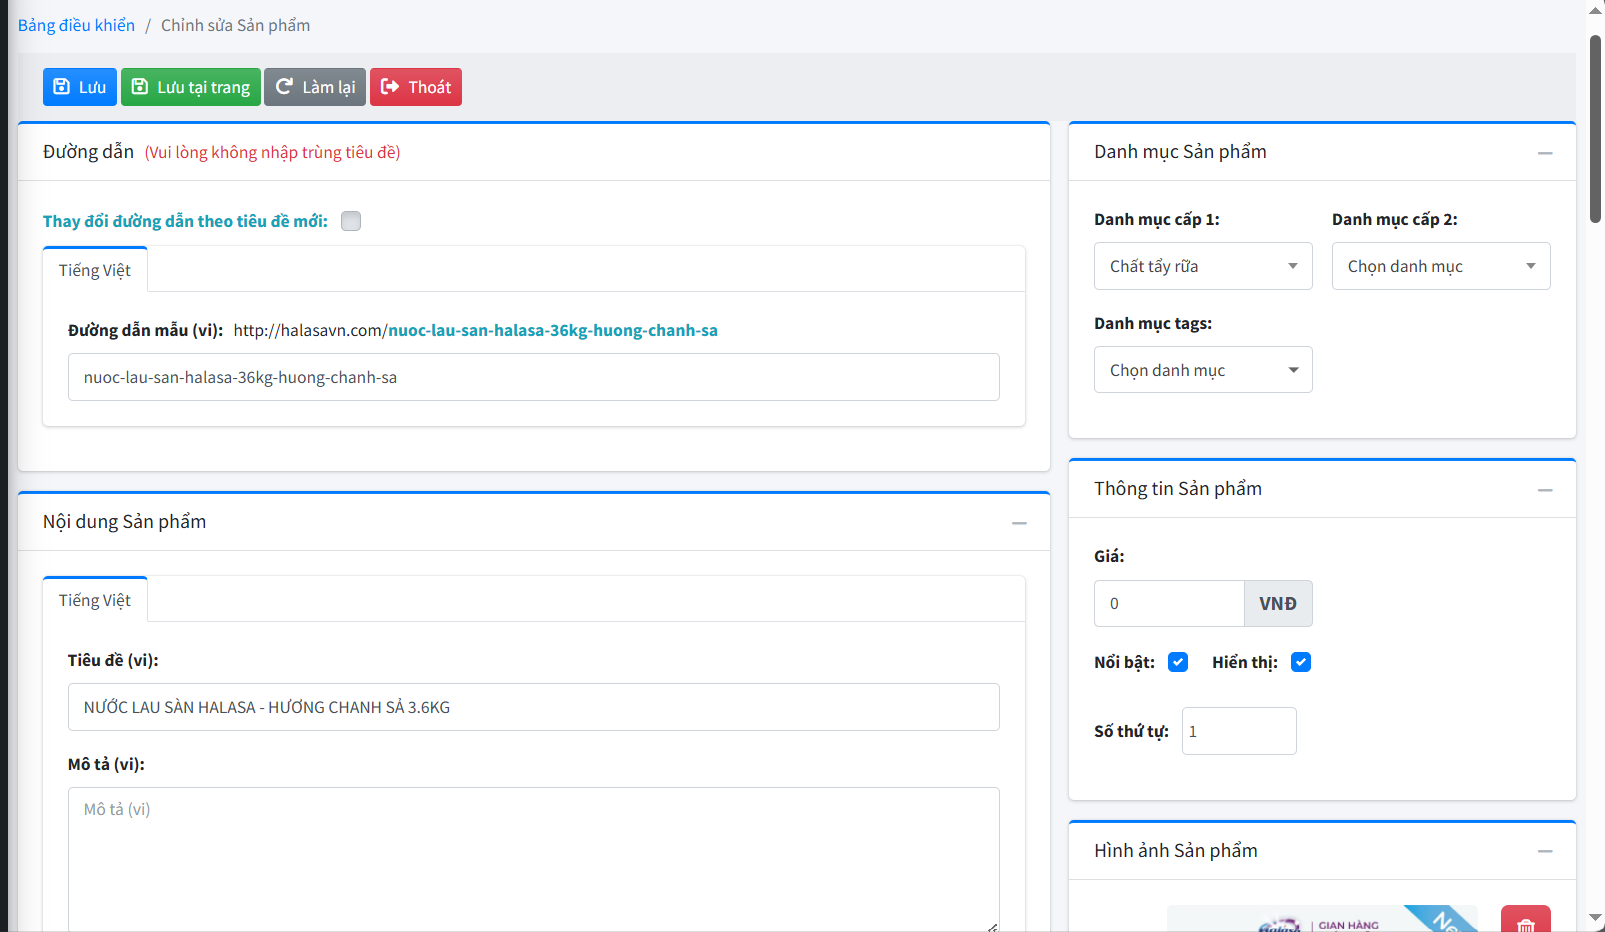 Bảng điều khiển / Chỉnh sửa Sản phẩm
Lưu Lưu tại trang Làm lại Thoát
Đường dẫn (Vui lòng không nhập trùng tiêu đề)
Thay đổi đường dẫn theo tiêu đề mới:
Tiếng Việt
Đường dẫn mẫu (vi): http://halasavn.com/nuoc-lau-san-halasa-36kg-huong-chanh-sa
nuoc-lau-san-halasa-36kg-huong-chanh-sa
Nội dung Sản phẩm
Tiếng Việt
Tiêu đề (vi):
NƯỚC LAU SÀN HALASA - HƯƠNG CHANH SẢ 3.6KG
Mô tả (vi):
Mô tả (vi)
Danh mục Sản phẩm
Danh mục cấp 1: Danh mục cấp 2:
Chất tẩy rữa Chọn danh mục
Danh mục tags:
Chọn danh mục
Thông tin Sản phẩm
Giá:
0 VNĐ
Nổi bật: Hiển thị:
Số thứ tự: 1
Hình ảnh Sản phẩm
GIAN HÀNG